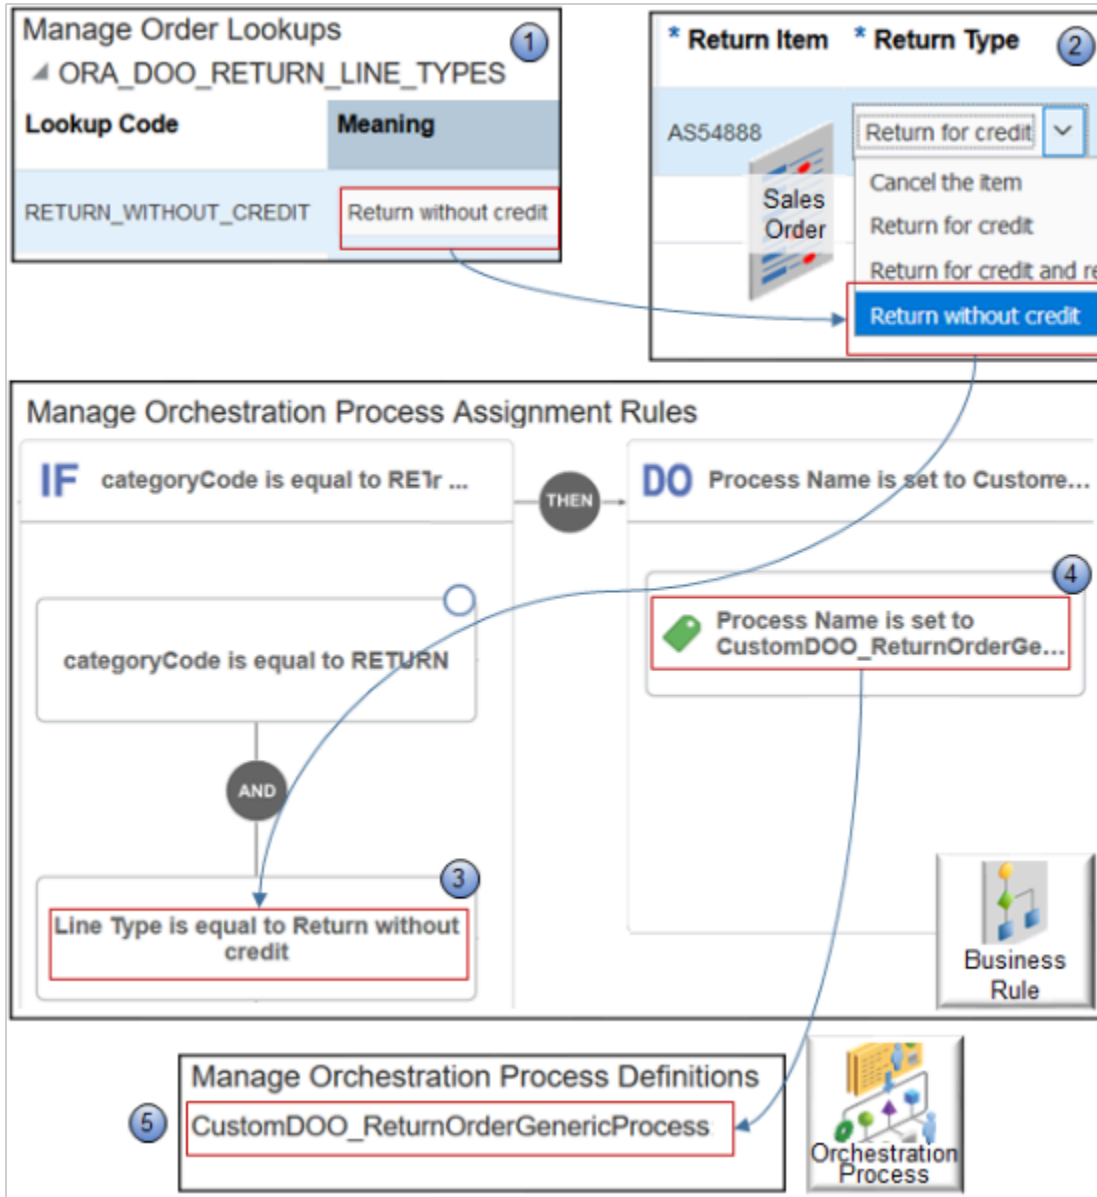 Manage Order Lookups
1
ORA_DOO_RETURN_LINE_TYPES
Lookup Code
Meaning
RETURN_WITHOUT_CREDIT
Return without credit
* Return Item
* Return Type
2
AS54888
Return for credit
Sales
Order
Cancel the item
Return for credit
Return for credit and re
Return without credit
Manage Orchestration Process Assignment Rules
IF
categoryCode is equal to RETr ...
THEN
DO
Process Name is set to Custome...
categoryCode is equal to RETURN
AND
3
Line Type is equal to Return without
credit
4
Process Name is set to
CustomDOO_ReturnOrderGe...
Business
Rule
Manage Orchestration Process Definitions
5
CustomDOO_ReturnOrderGenericProcess
Orchestration
Process